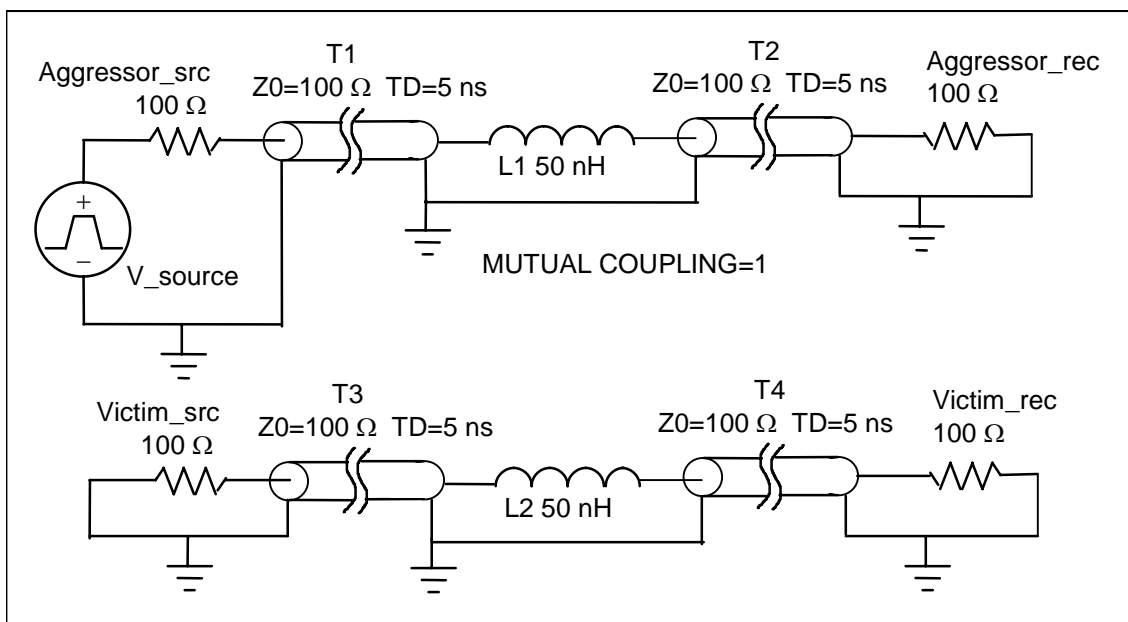 T1
Z0=100 Ω TD=5 ns
T2
Z0=100 Ω TD=5 ns
Aggressor_src
100 Ω
Aggressor_rec
100 Ω
L1 50 nH
+
−
V_source
MUTUAL COUPLING=1
T3
Z0=100 Ω TD=5 ns
T4
Z0=100 Ω TD=5 ns
Victim_src
100 Ω
Victim_rec
100 Ω
L2 50 nH